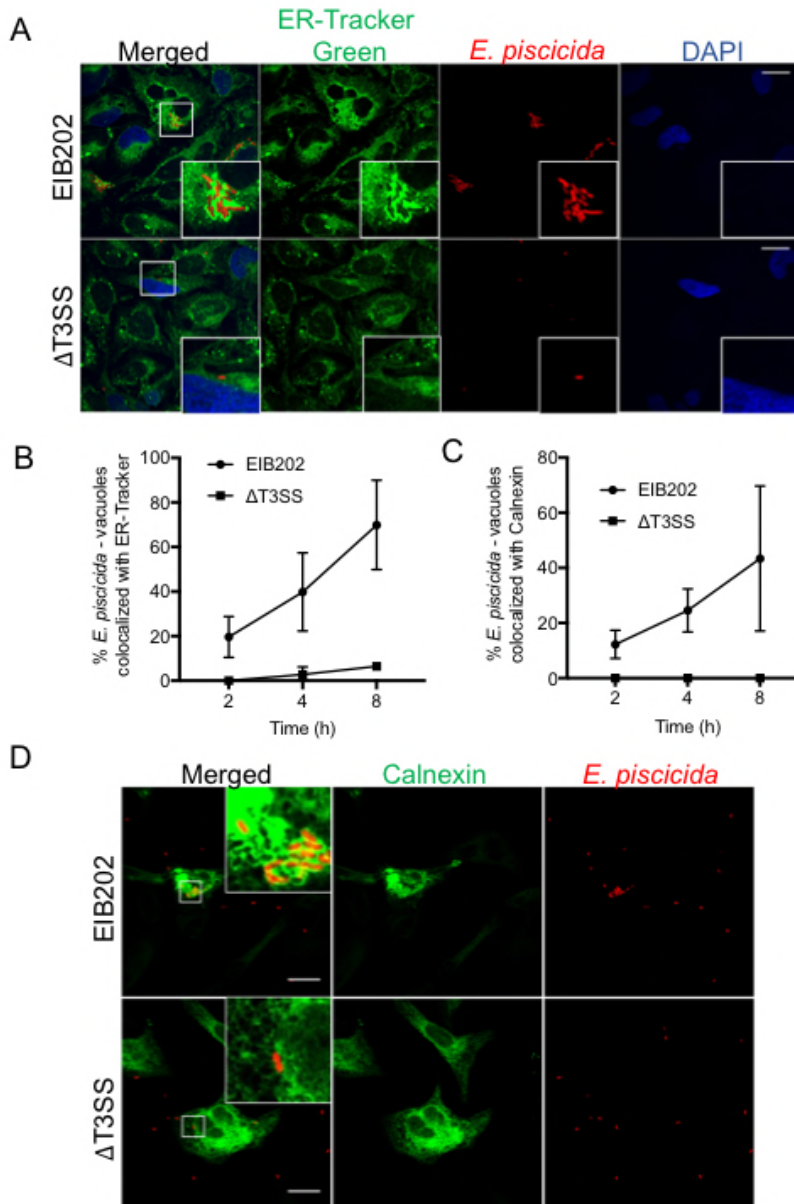 A
Merged
ER-Tracker
Green
E. piscicida
DAPI
EIB202
ΔT3SS
B
% E. piscicida - vacuoles
colocalized with ER-Tracker
100
80
60
40
20
0
EIB202
ΔT3SS
2 4 8
Time (h)
C
% E. piscicida - vacuoles
colocalized with Calnexin
80
60
40
20
0
EIB202
ΔT3SS
2 4 8
Time (h)
D
Merged
Calnexin
E. piscicida
EIB202
ΔT3SS